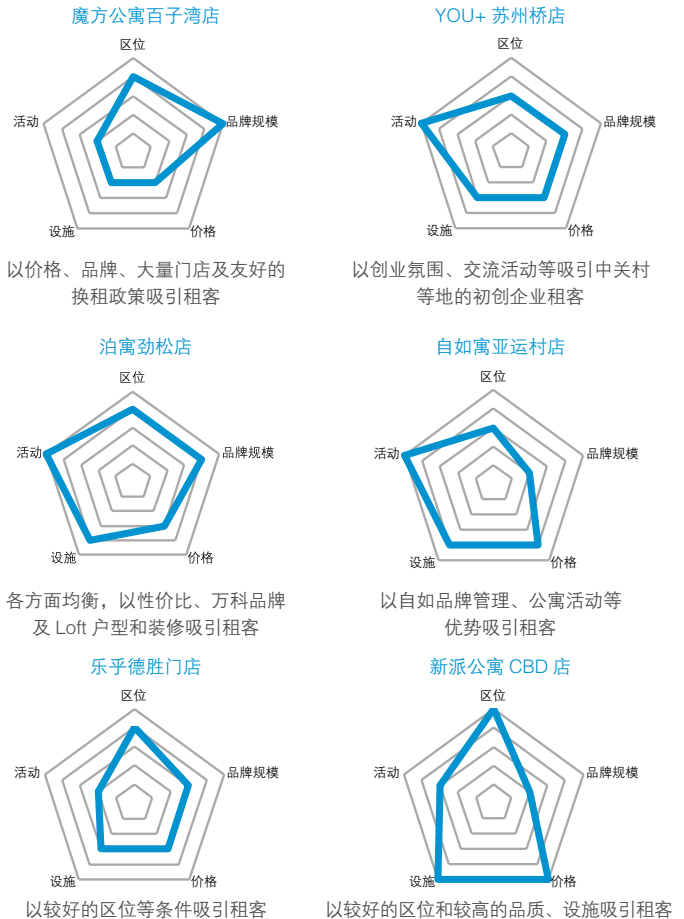 魔方公寓百子湾店
区位
活动
品牌规模
设施
价格
以价格、品牌、大量门店及友好的
换租政策吸引租客
YOU+ 苏州桥店
区位
活动
品牌规模
设施
价格
以创业氛围、交流活动等吸引中关村
等地的初创企业租客
泊寓劲松店
区位
活动
品牌规模
设施
价格
各方面均衡，以性价比、万科品牌
及 Loft 户型和装修吸引租客
自如寓亚运村店
区位
活动
品牌规模
设施
价格
以自如品牌管理、公寓活动等
优势吸引租客
乐乎德胜门店
区位
活动
品牌规模
设施
价格
以较好的区位等条件吸引租客
新派公寓 CBD 店
区位
活动
品牌规模
设施
价格
以较好的区位和较高的品质、设施吸引租客